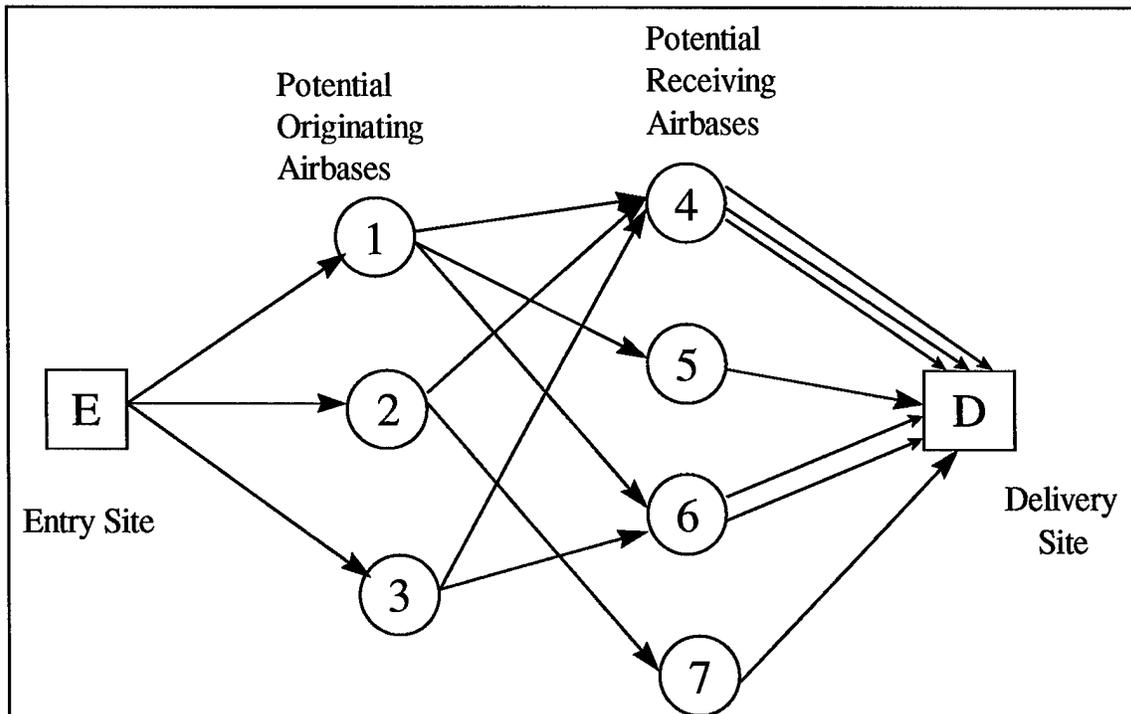 Potential
Originating
Airbases
Potential
Receiving
Airbases
1
4
5
E
2
D
6
Entry Site
Delivery
Site
3
7